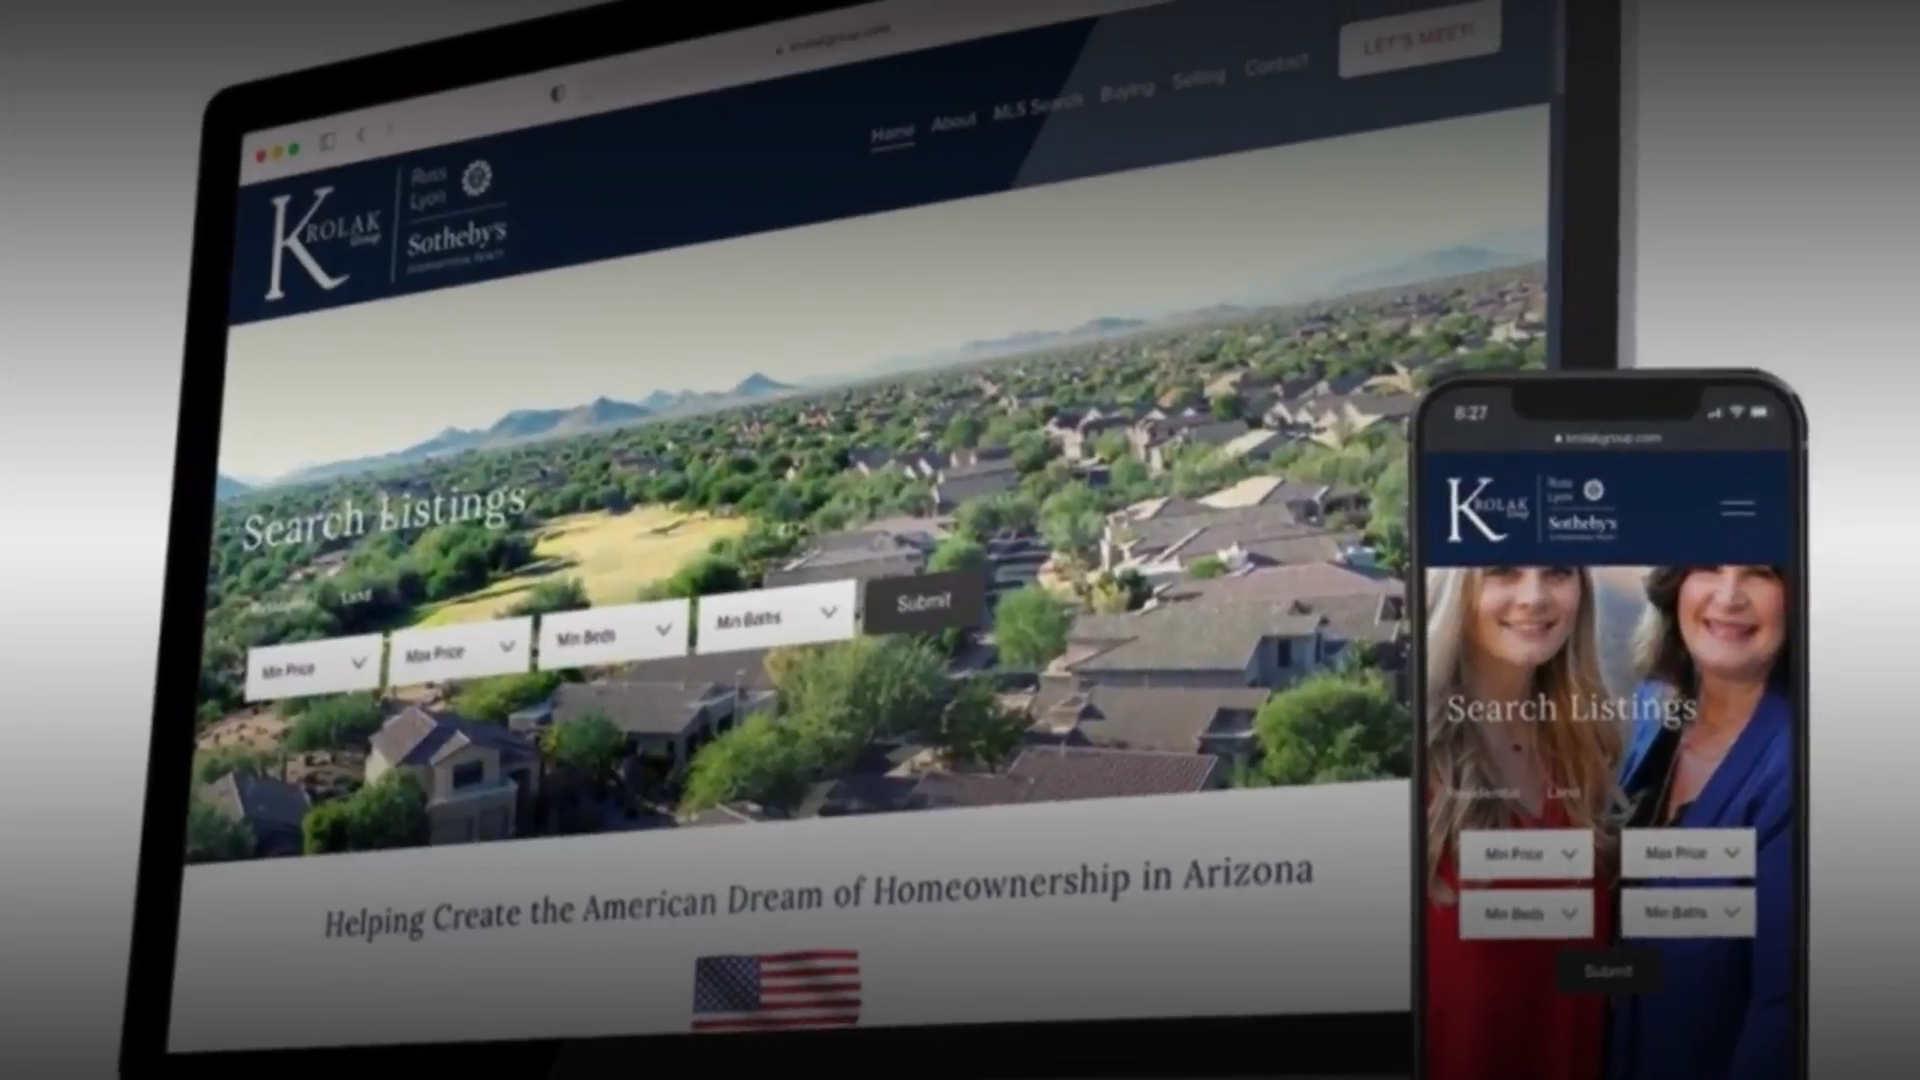 krolakgroup.com
Home About MLS Search Buying Selling Contact LET'S MEET!
KROLAK Group
Russ Lyon
Sotheby's
INTERNATIONAL REALTY
Search Listings
Residential Land
Min Price Max Price Min Beds Min Baths Submit
Helping Create the American Dream of Homeownership in Arizona
8:27
krolakgroup.com
KROLAK Group
Russ Lyon
Sotheby's
Search Listings
Residential Land
Min Price Max Price
Min Beds Min Baths
Submit